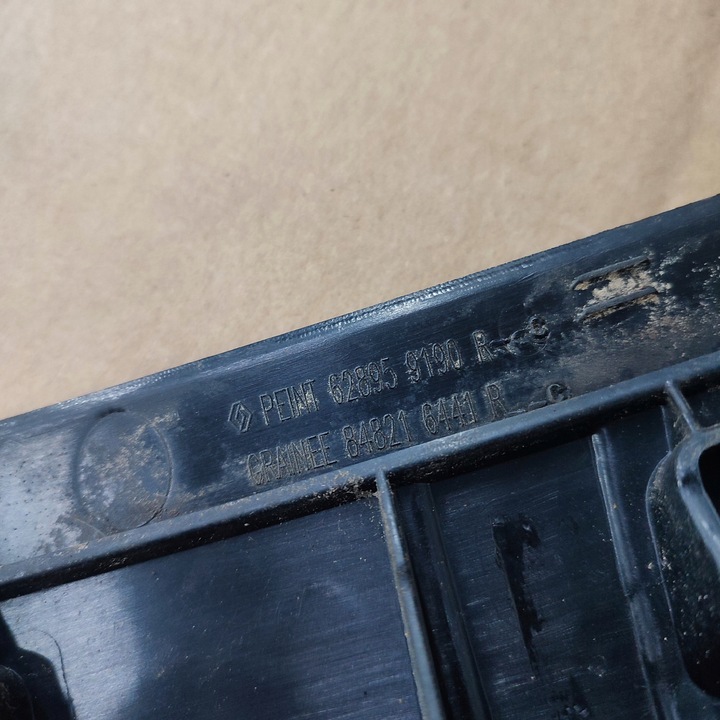 PEINT 62895 9190 R--C
GRAINEE 84821 6441 R--C